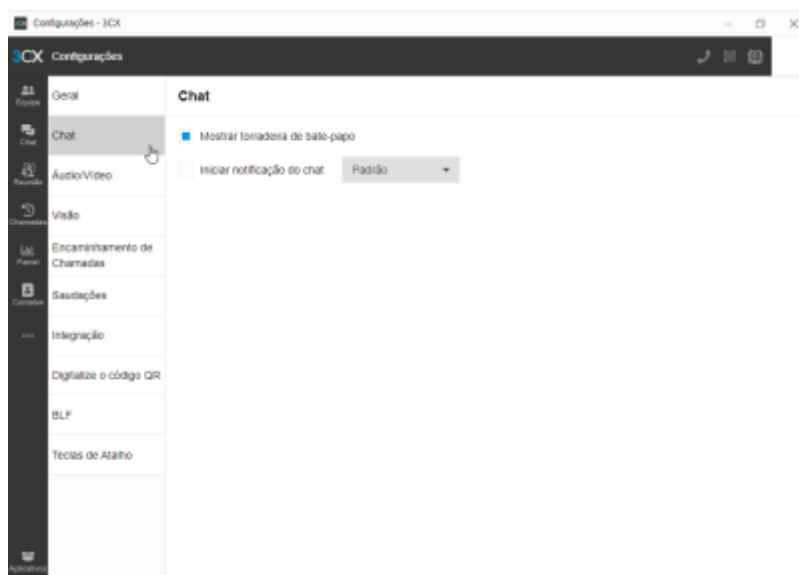 Configurações - 3CX
3CX Configurações
Equipe
Chat
Reunião
Chamadas
Painel
Contatos
Aplicativos
Geral
Chat
Áudio/Vídeo
Visão
Encaminhamento de
Chamadas
Saudações
Integração
Digitalize o código QR
BLF
Teclas de Atalho
Chat
Mostrar torradeira de bate-papo
Iniciar notificação do chat
Padrão